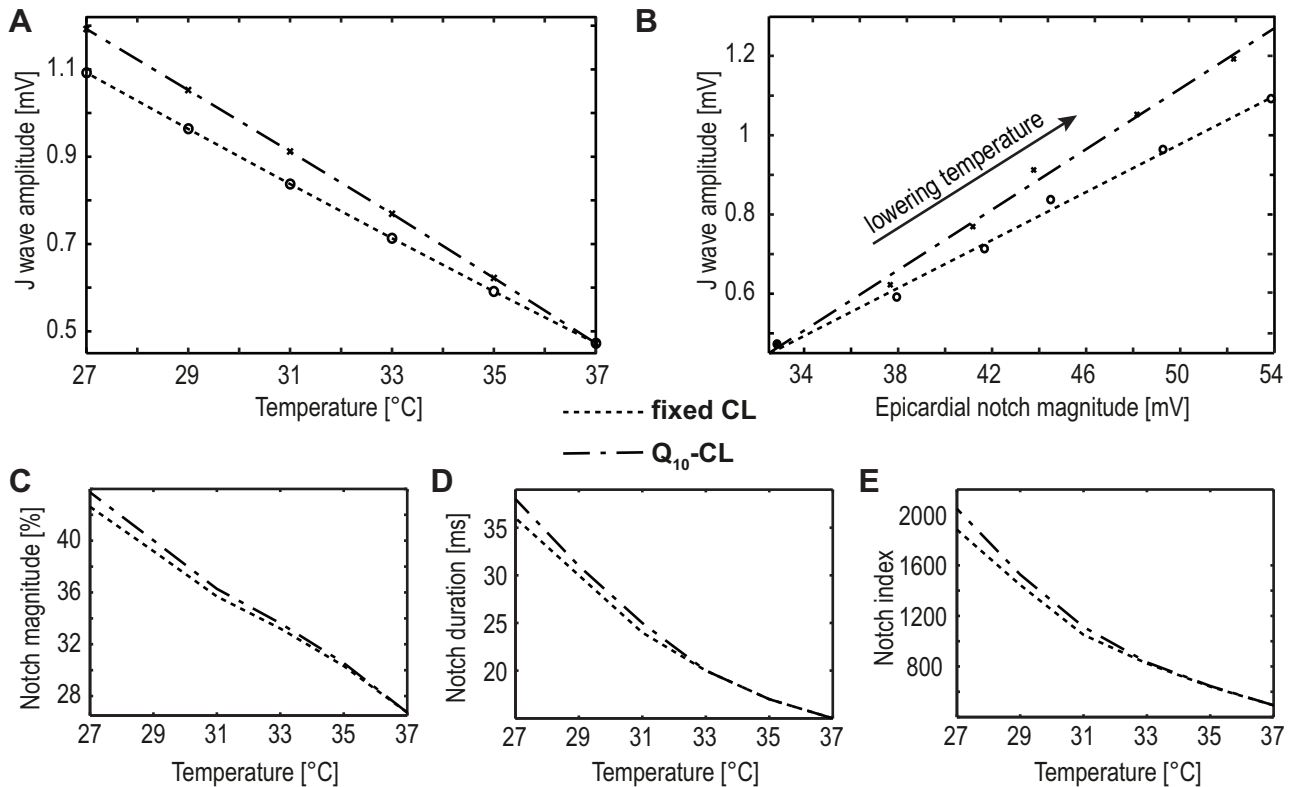 A
J wave amplitude [mV]
1.1
0.9
0.7
0.5
27
29
31
33
35
37
Temperature [°C]
B
J wave amplitude [mV]
1.2
1
0.8
0.6
lowering temperature
34
38
42
46
50
54
Epicardial notch magnitude [mV]
fixed CL
Q10-CL
C
Notch magnitude [%]
40
36
32
28
27
29
31
33
35
37
Temperature [°C]
D
Notch duration [ms]
35
30
25
20
27
29
31
33
35
37
Temperature [°C]
E
Notch index
2000
1600
1200
800
27
29
31
33
35
37
Temperature [°C]